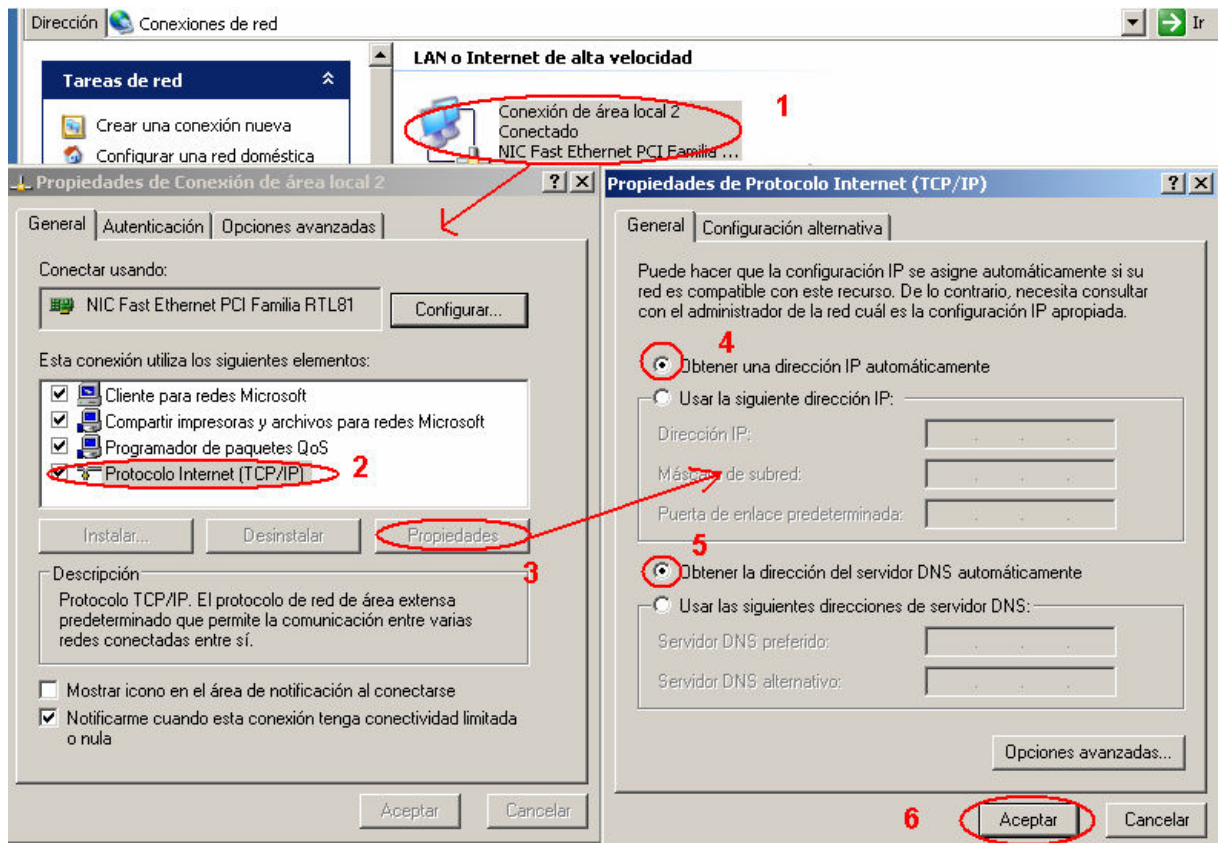 Dirección Conexiones de red Ir
Tareas de red
Crear una conexión nueva
Configurar una red doméstica
LAN o Internet de alta velocidad
Conexión de área local 2
Conectado
NIC Fast Ethernet PCI Familia ...
1
Propiedades de Conexión de área local 2
General Autenticación Opciones avanzadas
Conectar usando:
NIC Fast Ethernet PCI Familia RTL81 Configurar...
Esta conexión utiliza los siguientes elementos:
Cliente para redes Microsoft
Compartir impresoras y archivos para redes Microsoft
Programador de paquetes QoS
Protocolo Internet (TCP/IP) 2
Instalar... Desinstalar Propiedades
3
Descripción
Protocolo TCP/IP. El protocolo de red de área extensa
predeterminado que permite la comunicación entre varias
redes conectadas entre sí.
Mostrar icono en el área de notificación al conectarse
Notificarme cuando esta conexión tenga conectividad limitada
o nula
Aceptar Cancelar
Propiedades de Protocolo Internet (TCP/IP)
General Configuración alternativa
Puede hacer que la configuración IP se asigne automáticamente si su
red es compatible con este recurso. De lo contrario, necesita consultar
con el administrador de la red cuál es la configuración IP apropiada.
4
Obtener una dirección IP automáticamente
Usar la siguiente dirección IP:
Dirección IP:
Máscara de subred:
Puerta de enlace predeterminada:
5
Obtener la dirección del servidor DNS automáticamente
Usar las siguientes direcciones de servidor DNS:
Servidor DNS preferido:
Servidor DNS alternativo:
Opciones avanzadas...
6 Aceptar Cancelar